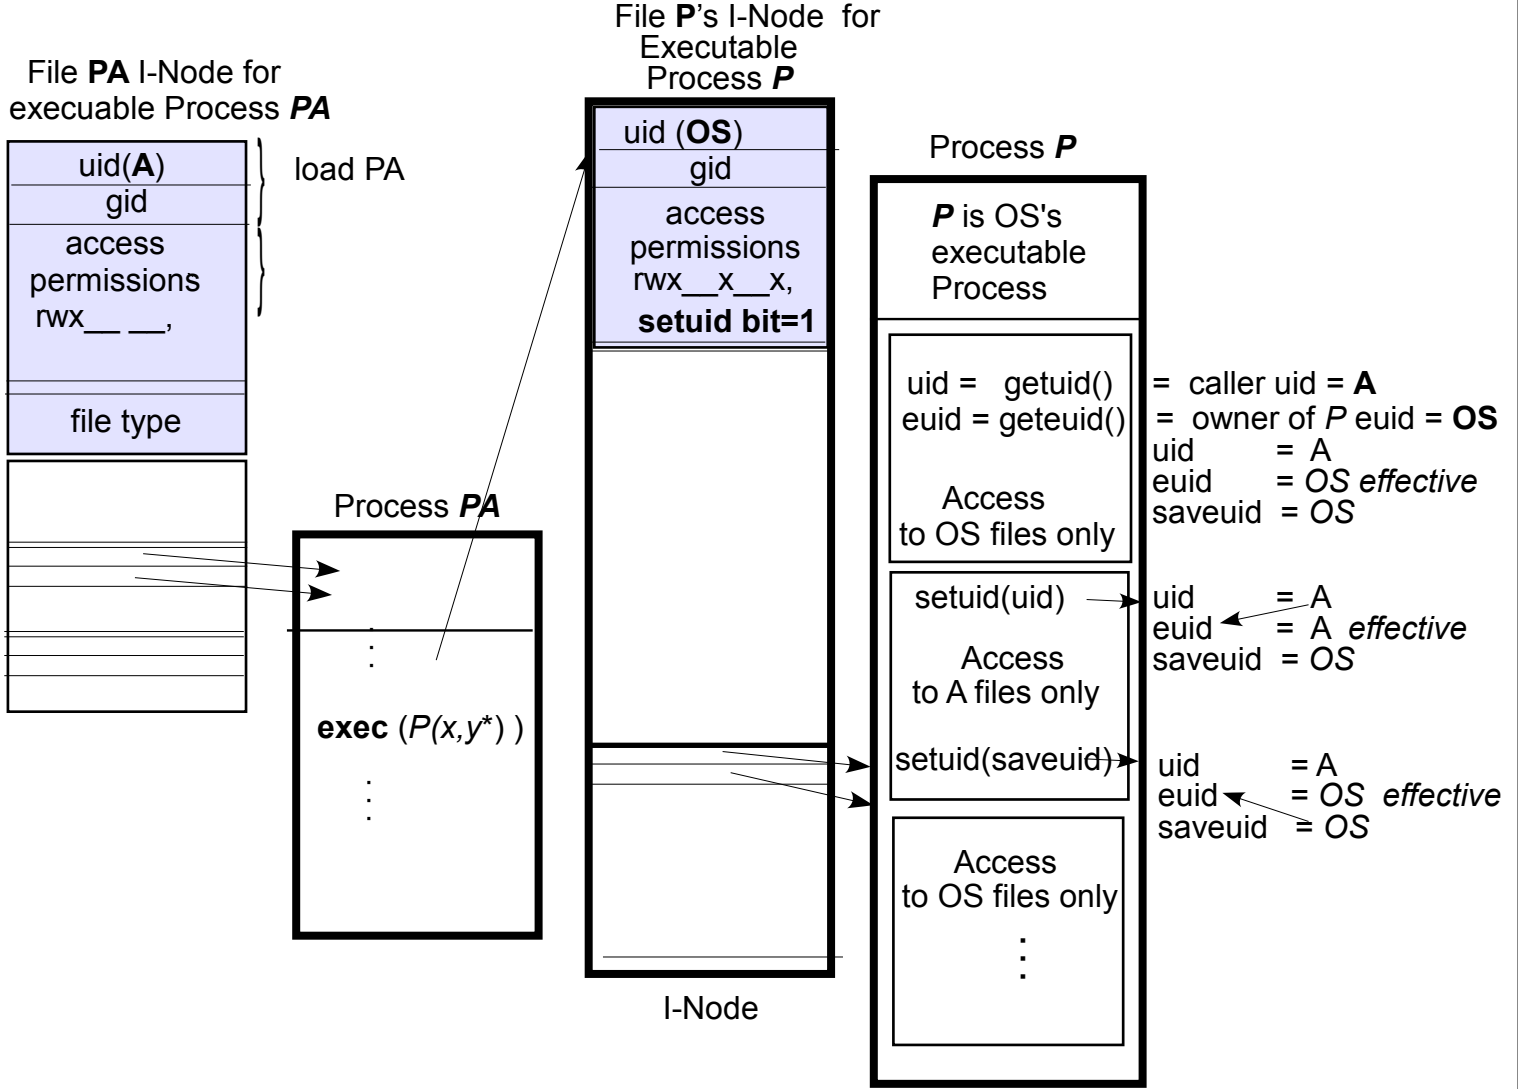 File PA I-Node for
execuable Process PA
uid(A)
gid
access
permissions
rwx__ __,
file type
load PA
Process PA
exec (P(x,y*) )
File P's I-Node for
Executable
Process P
uid (OS)
gid
access
permissions
rwx__x__x,
setuid bit=1
I-Node
Process P
P is OS's
executable
Process
uid = getuid() = caller uid = A
euid = geteuid() = owner of P euid = OS
uid = A
euid = OS effective
saveuid = OS
Access
to OS files only
setuid(uid)
uid = A
euid = A effective
saveuid = OS
Access
to A files only
setuid(saveuid)
uid = A
euid = OS effective
saveuid = OS
Access
to OS files only